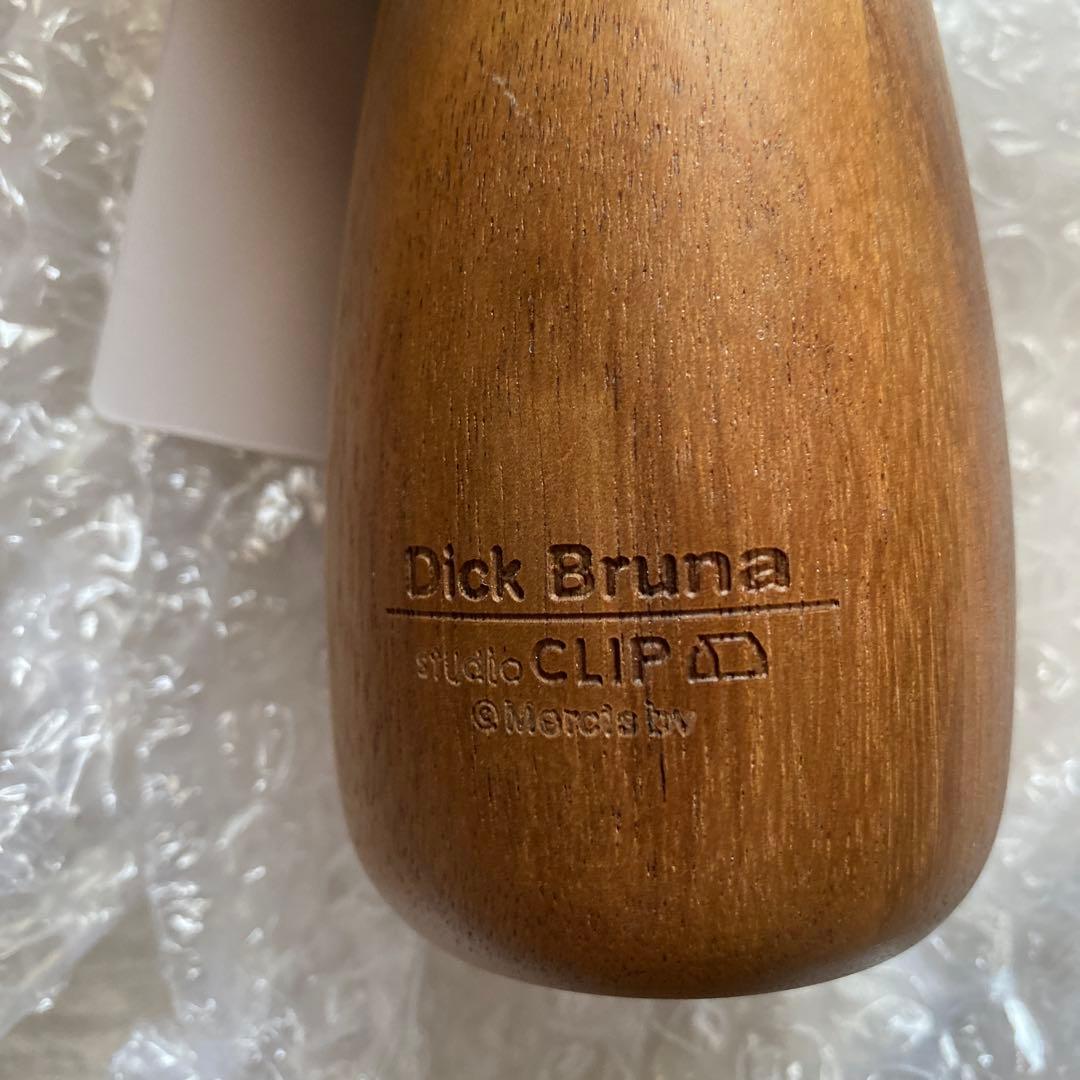 Dick Bruna
studio CLIP
©Mercis bv